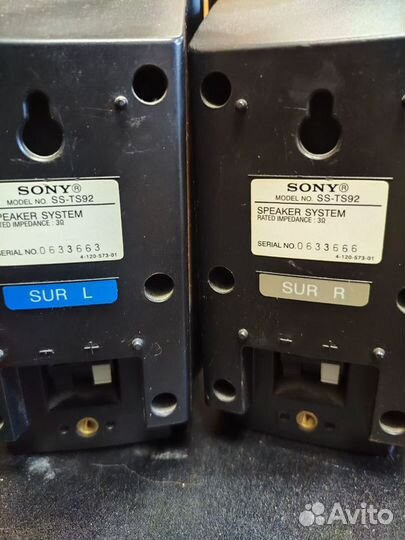 SONY®
MODEL NO. SS-TS92
SPEAKER SYSTEM
RATED IMPEDANCE : 3Ω
SERIAL NO. 0633663
4-120-573-01
SUR L
- +
SONY®
MODEL NO. SS-TS92
SPEAKER SYSTEM
RATED IMPEDANCE : 3Ω
SERIAL NO. 0633666
4-120-573-01
SUR R
- +
Avito